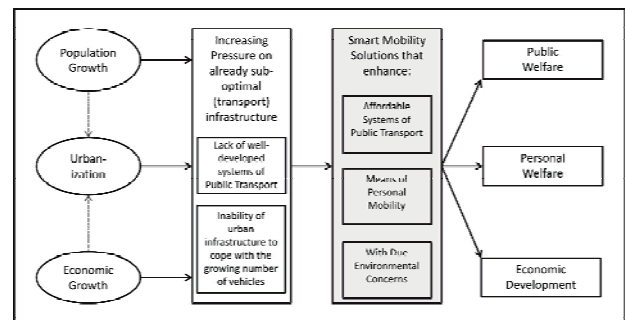 Population
Growth
Urban-
ization
Economic
Growth
Increasing
Pressure on
already sub-
optimal
(transport)
infrastructure
Lack of well-
developed
systems of
Public Transport
Inability of
urban
infrastructure to
cope with the
growing number
of vehicles
Smart Mobility
Solutions that
enhance:
Affordable
Systems of
Public Transport
Means of
Personal
Mobility
With Due
Environmental
Concerns
Public
Welfare
Personal
Welfare
Economic
Development